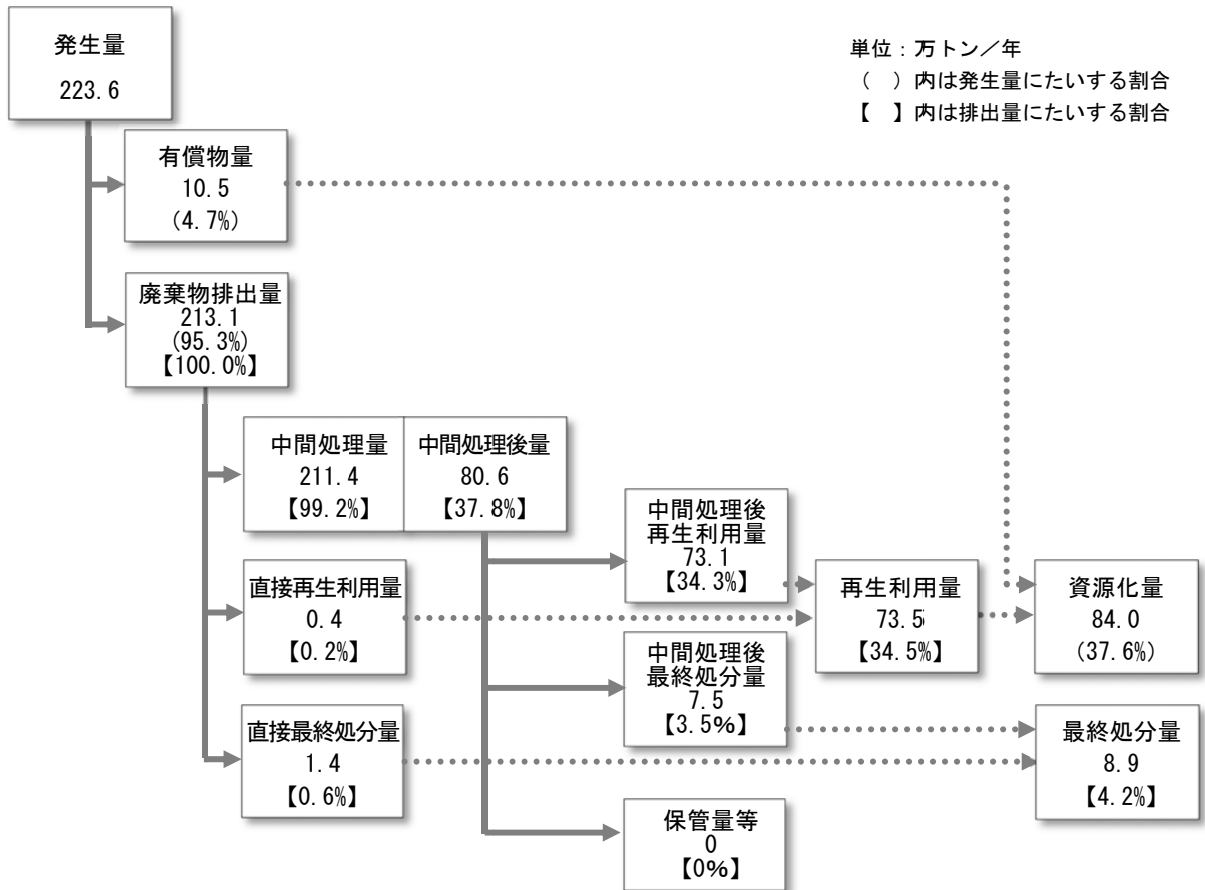 発生量
223.6
単位：万トン／年
（　）内は発生量にたいする割合
【　】内は排出量にたいする割合
有償物量
10.5
(4.7%)
廃棄物排出量
213.1
(95.3%)
【100.0%】
中間処理量
211.4
【99.2%】
中間処理後量
80.6
【37.8%】
中間処理後
再生利用量
73.1
【34.3%】
直接再生利用量
0.4
【0.2%】
再生利用量
73.5
【34.5%】
資源化量
84.0
(37.6%)
中間処理後
最終処分量
7.5
【3.5%】
直接最終処分量
1.4
【0.6%】
最終処分量
8.9
【4.2%】
保管量等
0
【0%】